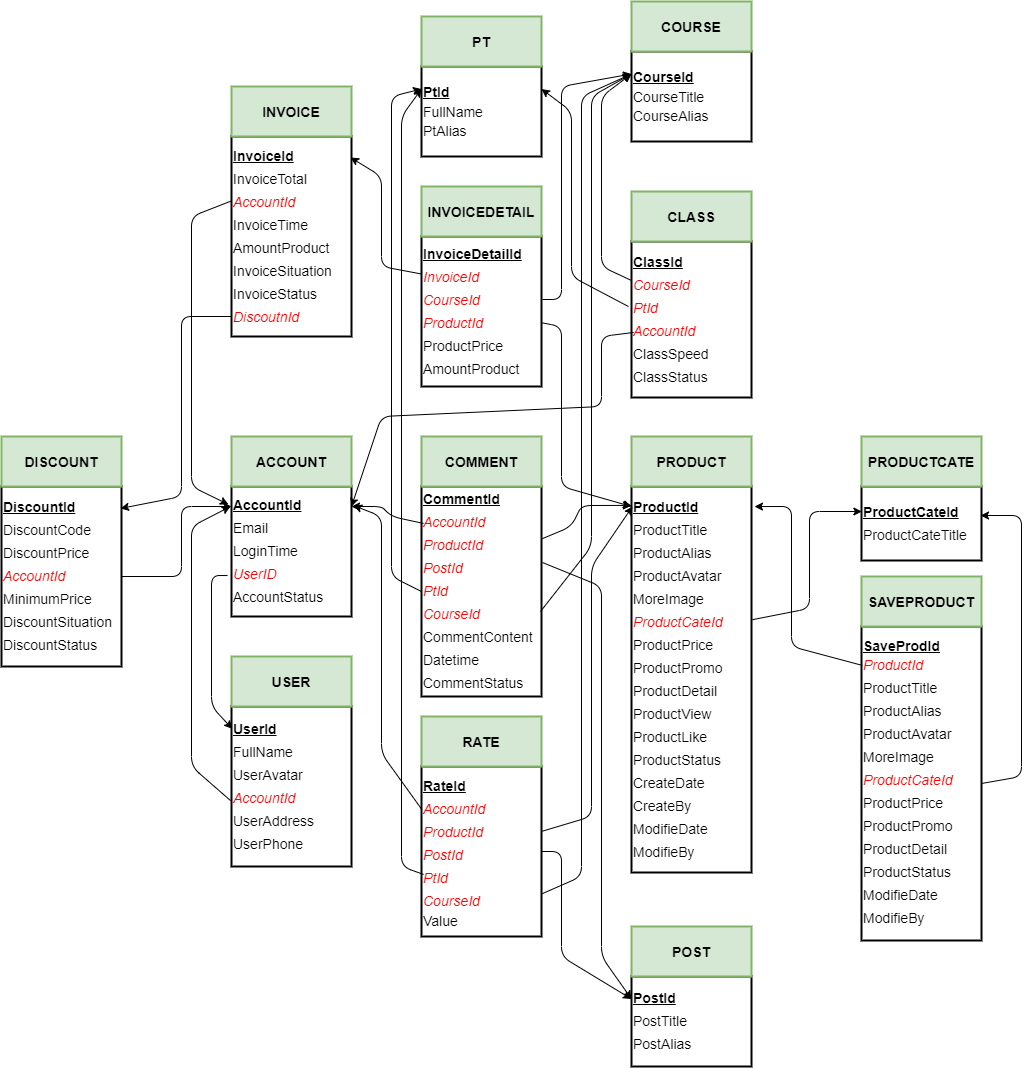 PT
PtId
FullName
PtAlias
COURSE
CourseId
CourseTitle
CourseAlias
INVOICE
InvoiceId
InvoiceTotal
AccountId
InvoiceTime
AmountProduct
InvoiceSituation
InvoiceStatus
DiscoutnId
INVOICEDETAIL
InvoiceDetailId
InvoiceId
CourseId
ProductId
ProductPrice
AmountProduct
CLASS
ClassId
CourseId
PtId
AccountId
ClassSpeed
ClassStatus
DISCOUNT
DiscountId
DiscountCode
DiscountPrice
AccountId
MinimumPrice
DiscountSituation
DiscountStatus
ACCOUNT
AccountId
Email
LoginTime
UserID
AccountStatus
COMMENT
CommentId
AccountId
ProductId
PostId
PtId
CourseId
CommentContent
Datetime
CommentStatus
PRODUCT
ProductId
ProductTitle
ProductAlias
ProductAvatar
MoreImage
ProductCateId
ProductPrice
ProductPromo
ProductDetail
ProductView
ProductLike
ProductStatus
CreateDate
CreateBy
ModifieDate
ModifieBy
PRODUCTCATE
ProductCateId
ProductCateTitle
SAVEPRODUCT
SaveProdId
ProductId
ProductTitle
ProductAlias
ProductAvatar
MoreImage
ProductCateId
ProductPrice
ProductPromo
ProductDetail
ProductStatus
ModifieDate
ModifieBy
USER
UserId
FullName
UserAvatar
AccountId
UserAddress
UserPhone
RATE
RateId
AccountId
ProductId
PostId
PtId
CourseId
Value
POST
PostId
PostTitle
PostAlias